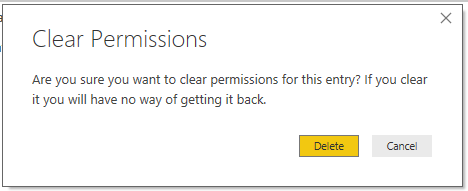 Clear Permissions
Are you sure you want to clear permissions for this entry? If you clear
it you will have no way of getting it back.
Delete
Cancel